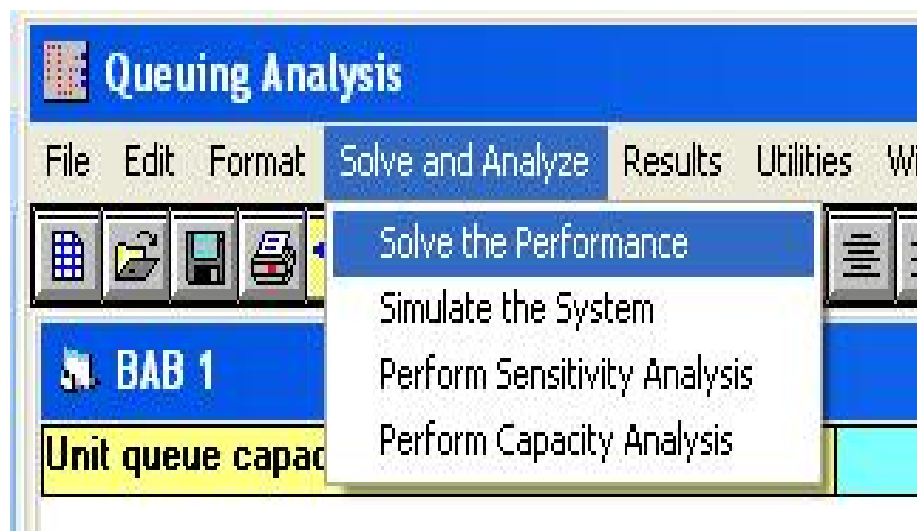 Queuing Analysis
File Edit Format Solve and Analyze Results Utilities
Solve the Performance
Simulate the System
BAB 1
Perform Sensitivity Analysis
Perform Capacity Analysis
Unit queue